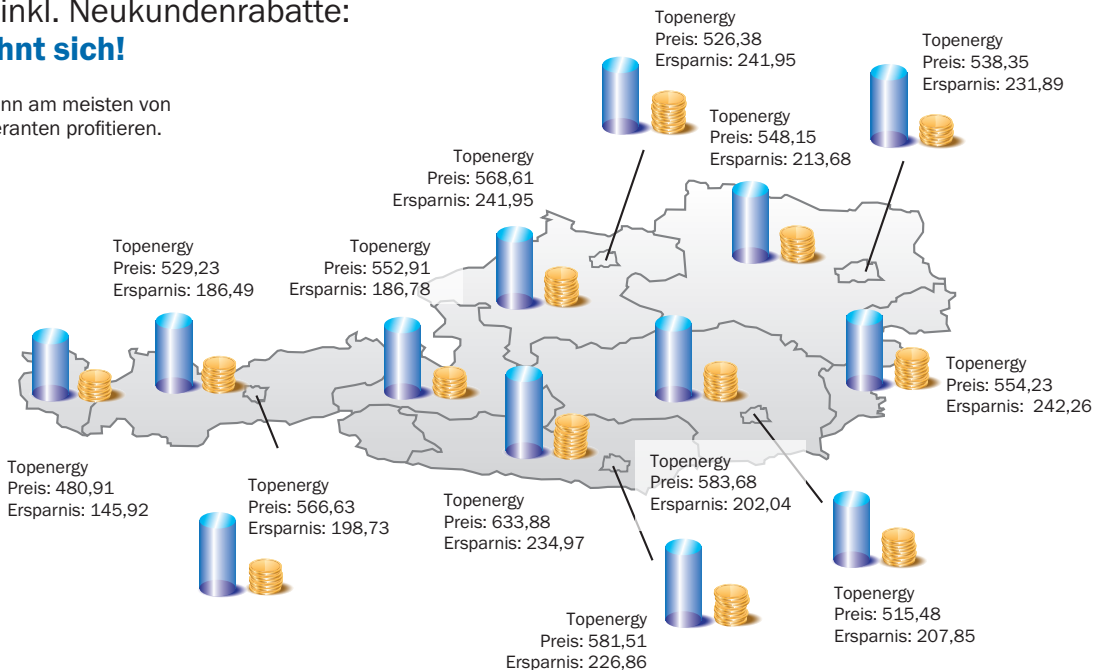 inkl. Neukundenrabatte:
hnt sich!
nn am meisten von
eranten profitieren.
Topenergy
Preis: 526,38
Ersparnis: 241,95
Topenergy
Preis: 538,35
Ersparnis: 231,89
Topenergy
Preis: 548,15
Ersparnis: 213,68
Topenergy
Preis: 568,61
Ersparnis: 241,95
Topenergy
Preis: 529,23
Ersparnis: 186,49
Topenergy
Preis: 552,91
Ersparnis: 186,78
Topenergy
Preis: 554,23
Ersparnis: 242,26
Topenergy
Preis: 480,91
Ersparnis: 145,92
Topenergy
Preis: 566,63
Ersparnis: 198,73
Topenergy
Preis: 633,88
Ersparnis: 234,97
Topenergy
Preis: 583,68
Ersparnis: 202,04
Topenergy
Preis: 515,48
Ersparnis: 207,85
Topenergy
Preis: 581,51
Ersparnis: 226,86